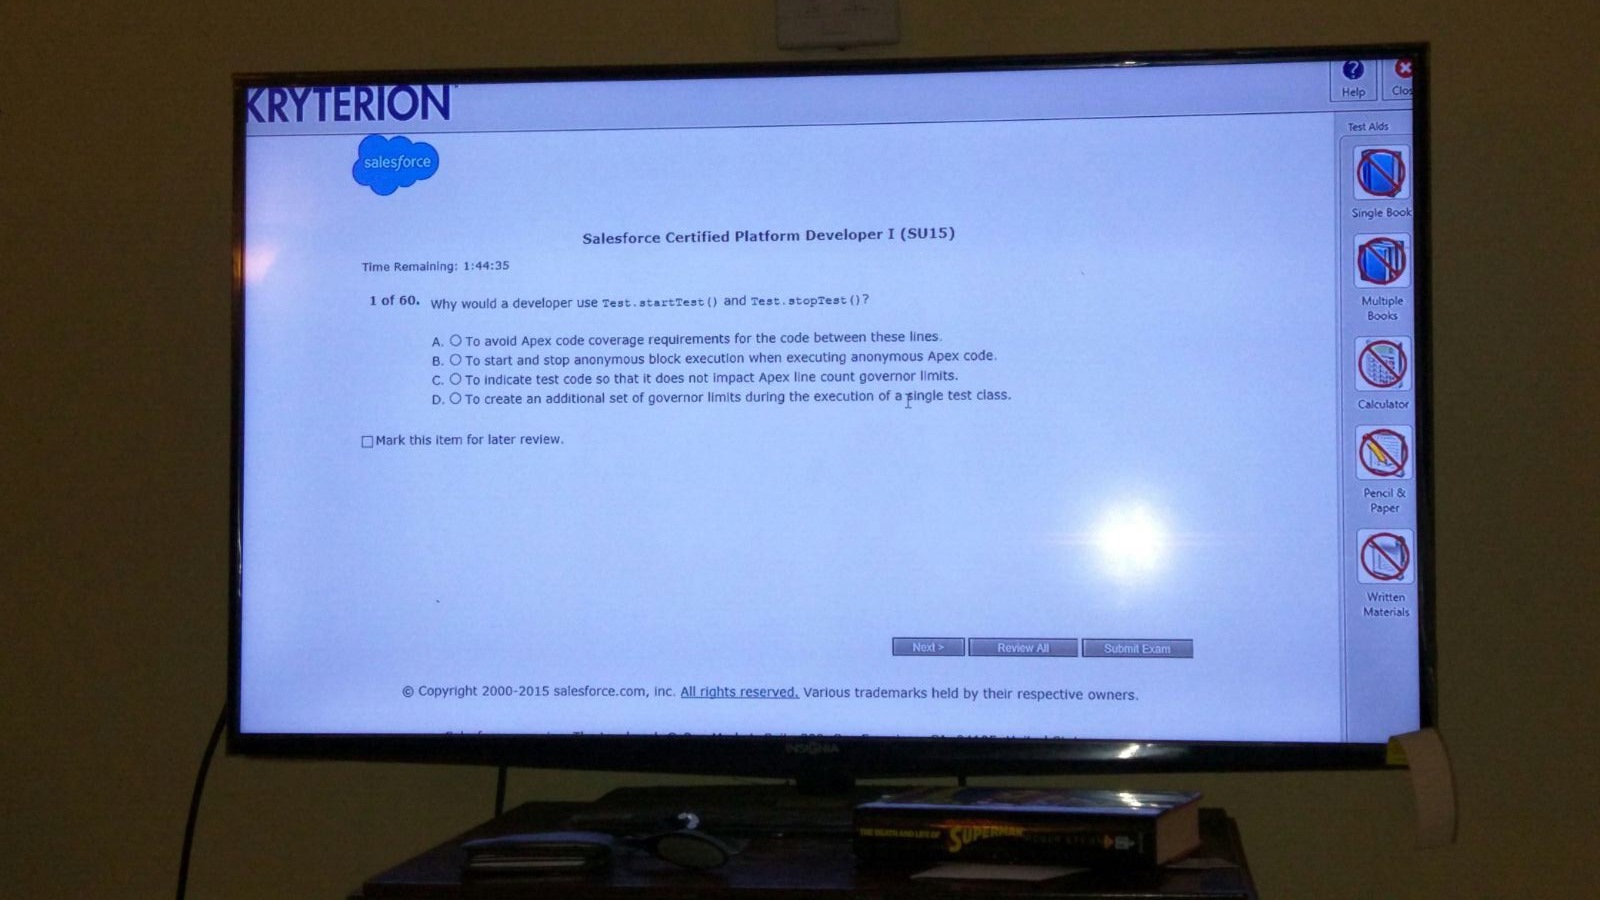 KRYTERION
Help
Clos
Test Aids
salesforce
Single Book
Salesforce Certified Platform Developer I (SU15)
Time Remaining: 1:44:35
Multiple
Books
1 of 60. Why would a developer use Test.startTest() and Test.stopTest()?
A. To avoid Apex code coverage requirements for the code between these lines.
B. To start and stop anonymous block execution when executing anonymous Apex code.
C. To indicate test code so that it does not impact Apex line count governor limits.
D. To create an additional set of governor limits during the execution of a single test class.
Calculator
Mark this item for later review.
Pencil &
Paper
Written
Materials
Next >
Review All
Submit Exam
© Copyright 2000-2015 salesforce.com, inc. All rights reserved. Various trademarks held by their respective owners.
INSIGNIA
THE DEATH AND LIFE OF SUPERMAN